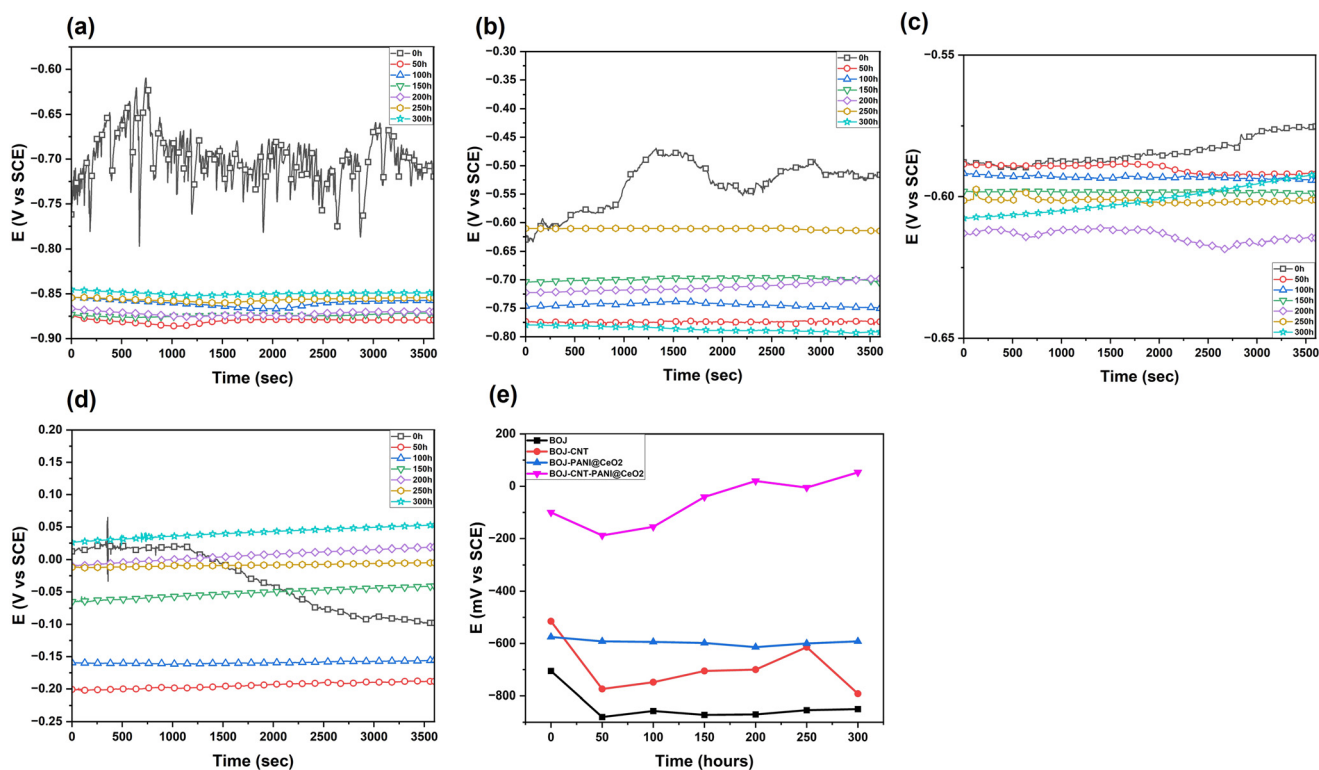 (a)
E (V vs SCE)
−0.60
−0.65
−0.70
−0.75
−0.80
−0.85
−0.90
0 500 1000 1500 2000 2500 3000 3500
Time (sec)
0h
50h
100h
150h
200h
250h
300h
(b)
E (V vs SCE)
−0.30
−0.35
−0.40
−0.45
−0.50
−0.55
−0.60
−0.65
−0.70
−0.75
−0.80
0 500 1000 1500 2000 2500 3000 3500
Time (sec)
0h
50h
100h
150h
200h
250h
300h
(c)
E (V vs SCE)
−0.55
−0.60
−0.65
0 500 1000 1500 2000 2500 3000 3500
Time (sec)
0h
50h
100h
150h
200h
250h
300h
(d)
E (V vs SCE)
0.20
0.15
0.10
0.05
0.00
−0.05
−0.10
−0.15
−0.20
−0.25
0 500 1000 1500 2000 2500 3000 3500
Time (sec)
0h
50h
100h
150h
200h
250h
300h
(e)
E (mV vs SCE)
200
0
−200
−400
−600
−800
0 50 100 150 200 250 300
Time (hours)
BOJ
BOJ-CNT
BOJ-PANI@CeO2
BOJ-CNT-PANI@CeO2